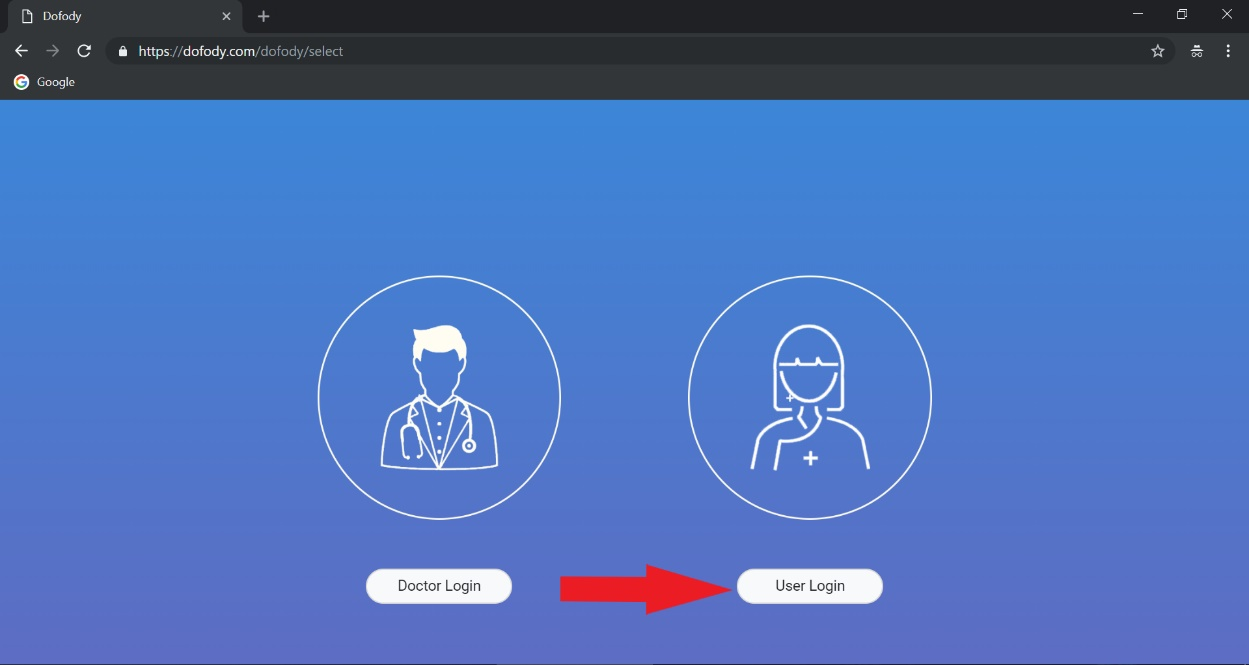 Dofody
https://dofody.com/dofody/select
Google
Doctor Login
User Login